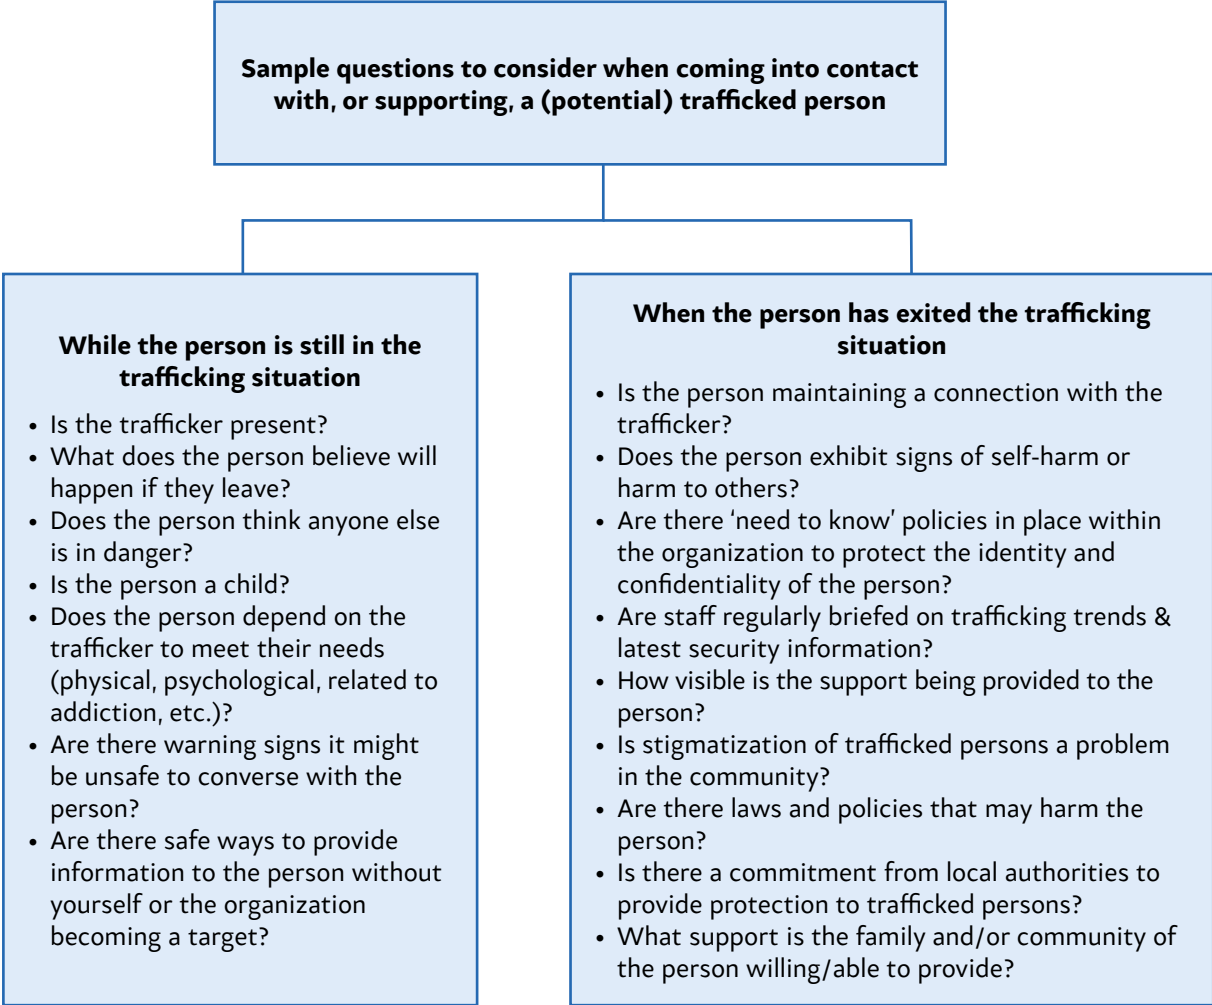 Sample questions to consider when coming into contact
with, or supporting, a (potential) trafficked person
While the person is still in the
trafficking situation
• Is the trafficker present?
• What does the person believe will
happen if they leave?
• Does the person think anyone else
is in danger?
• Is the person a child?
• Does the person depend on the
trafficker to meet their needs
(physical, psychological, related to
addiction, etc.)?
• Are there warning signs it might
be unsafe to converse with the
person?
• Are there safe ways to provide
information to the person without
yourself or the organization
becoming a target?
When the person has exited the trafficking
situation
• Is the person maintaining a connection with the
trafficker?
• Does the person exhibit signs of self-harm or
harm to others?
• Are there ‘need to know’ policies in place within
the organization to protect the identity and
confidentiality of the person?
• Are staff regularly briefed on trafficking trends &
latest security information?
• How visible is the support being provided to the
person?
• Is stigmatization of trafficked persons a problem
in the community?
• Are there laws and policies that may harm the
person?
• Is there a commitment from local authorities to
provide protection to trafficked persons?
• What support is the family and/or community of
the person willing/able to provide?